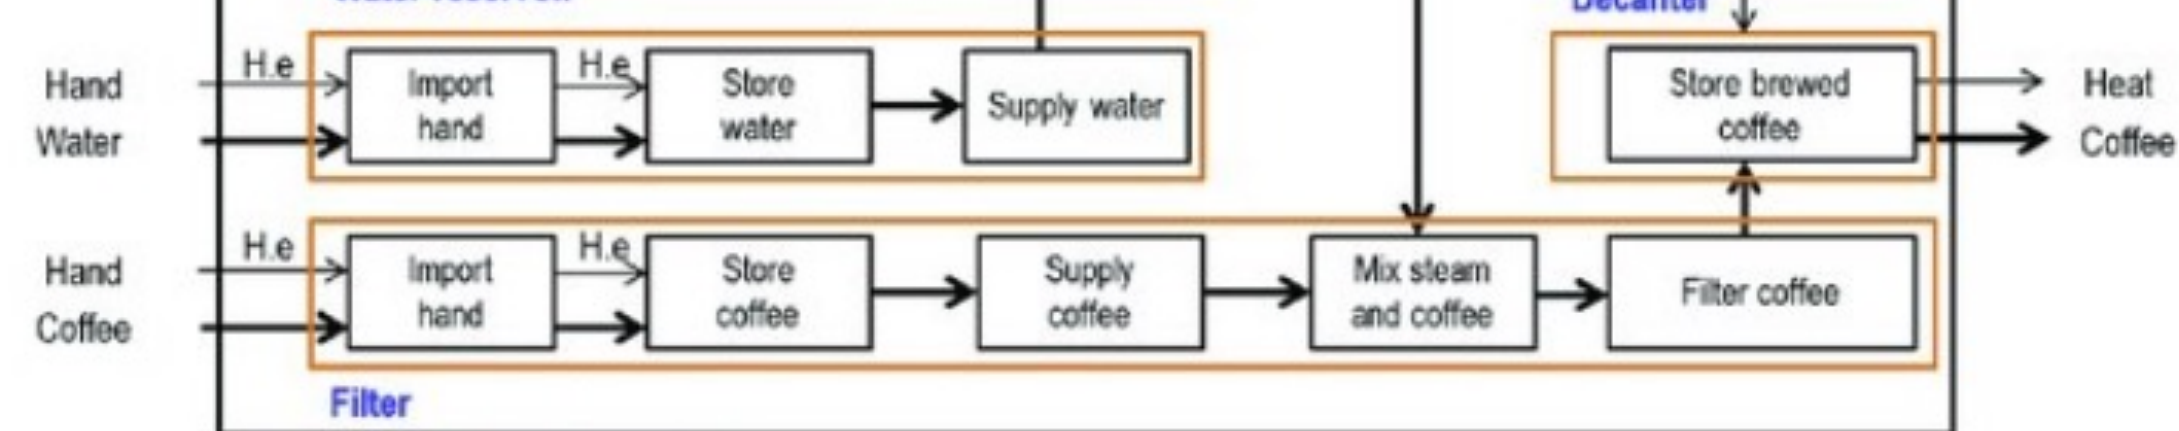 Decanter
Hand
H.e
Import
hand
H.e
Store
water
Supply water
Water
Store brewed
coffee
Heat
Coffee
Hand
H.e
Import
hand
H.e
Store
coffee
Supply
coffee
Mix steam
and coffee
Filter coffee
Coffee
Filter